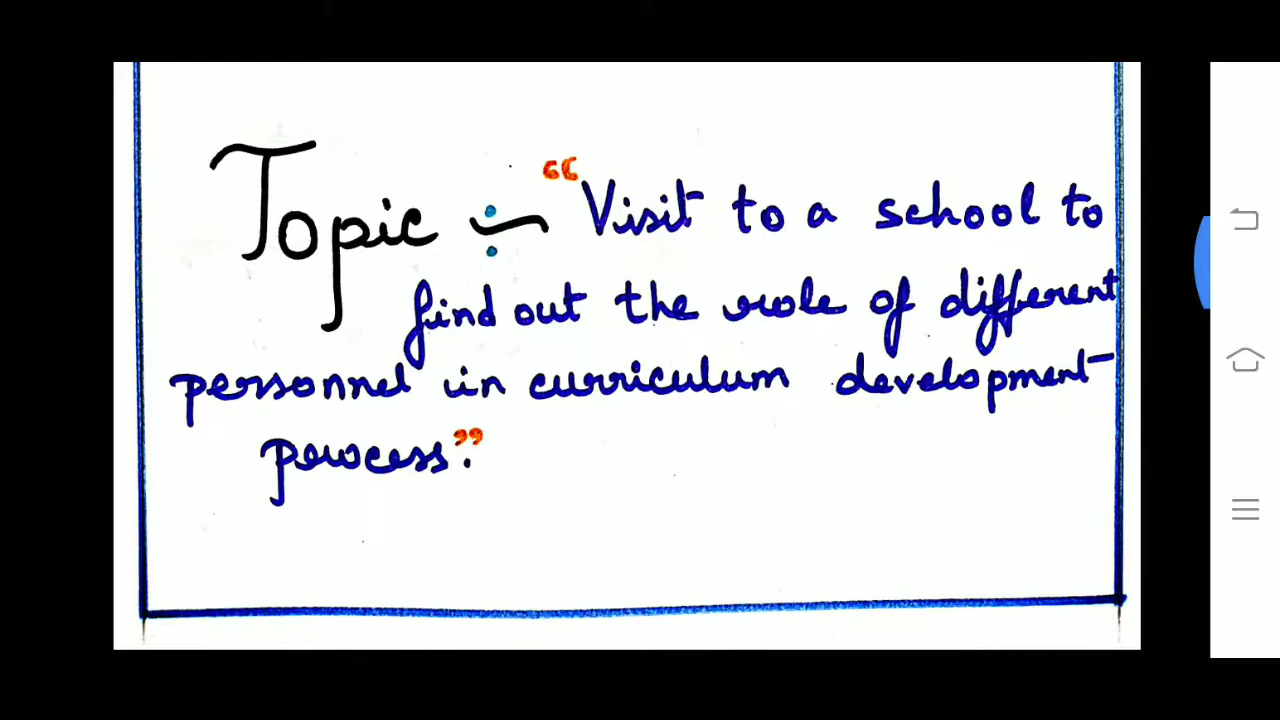 Topic :- "Visit to a school to
find out the role of different
personnel in curriculum development
process".